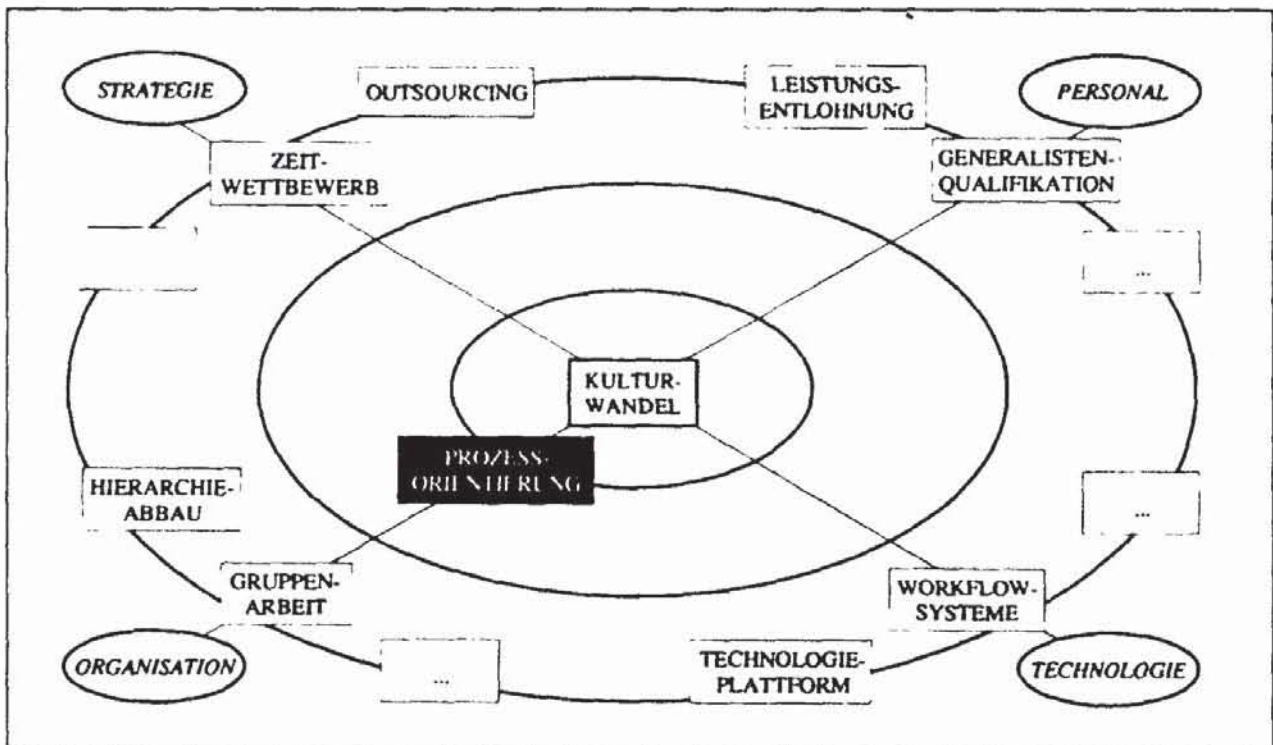 STRATEGIE
OUTSOURCING
LEISTUNGS-
ENTLOHNUNG
PERSONAL
ZEIT-
WETTBEWERB
GENERALISTEN-
QUALIFIKATION
...
KULTUR-
WANDEL
PROZESS-
ORIENTIERUNG
HIERARCHIE-
ABBAU
...
GRUPPEN-
ARBEIT
WORKFLOW-
SYSTEME
ORGANISATION
...
TECHNOLOGIE-
PLATTFORM
TECHNOLOGIE